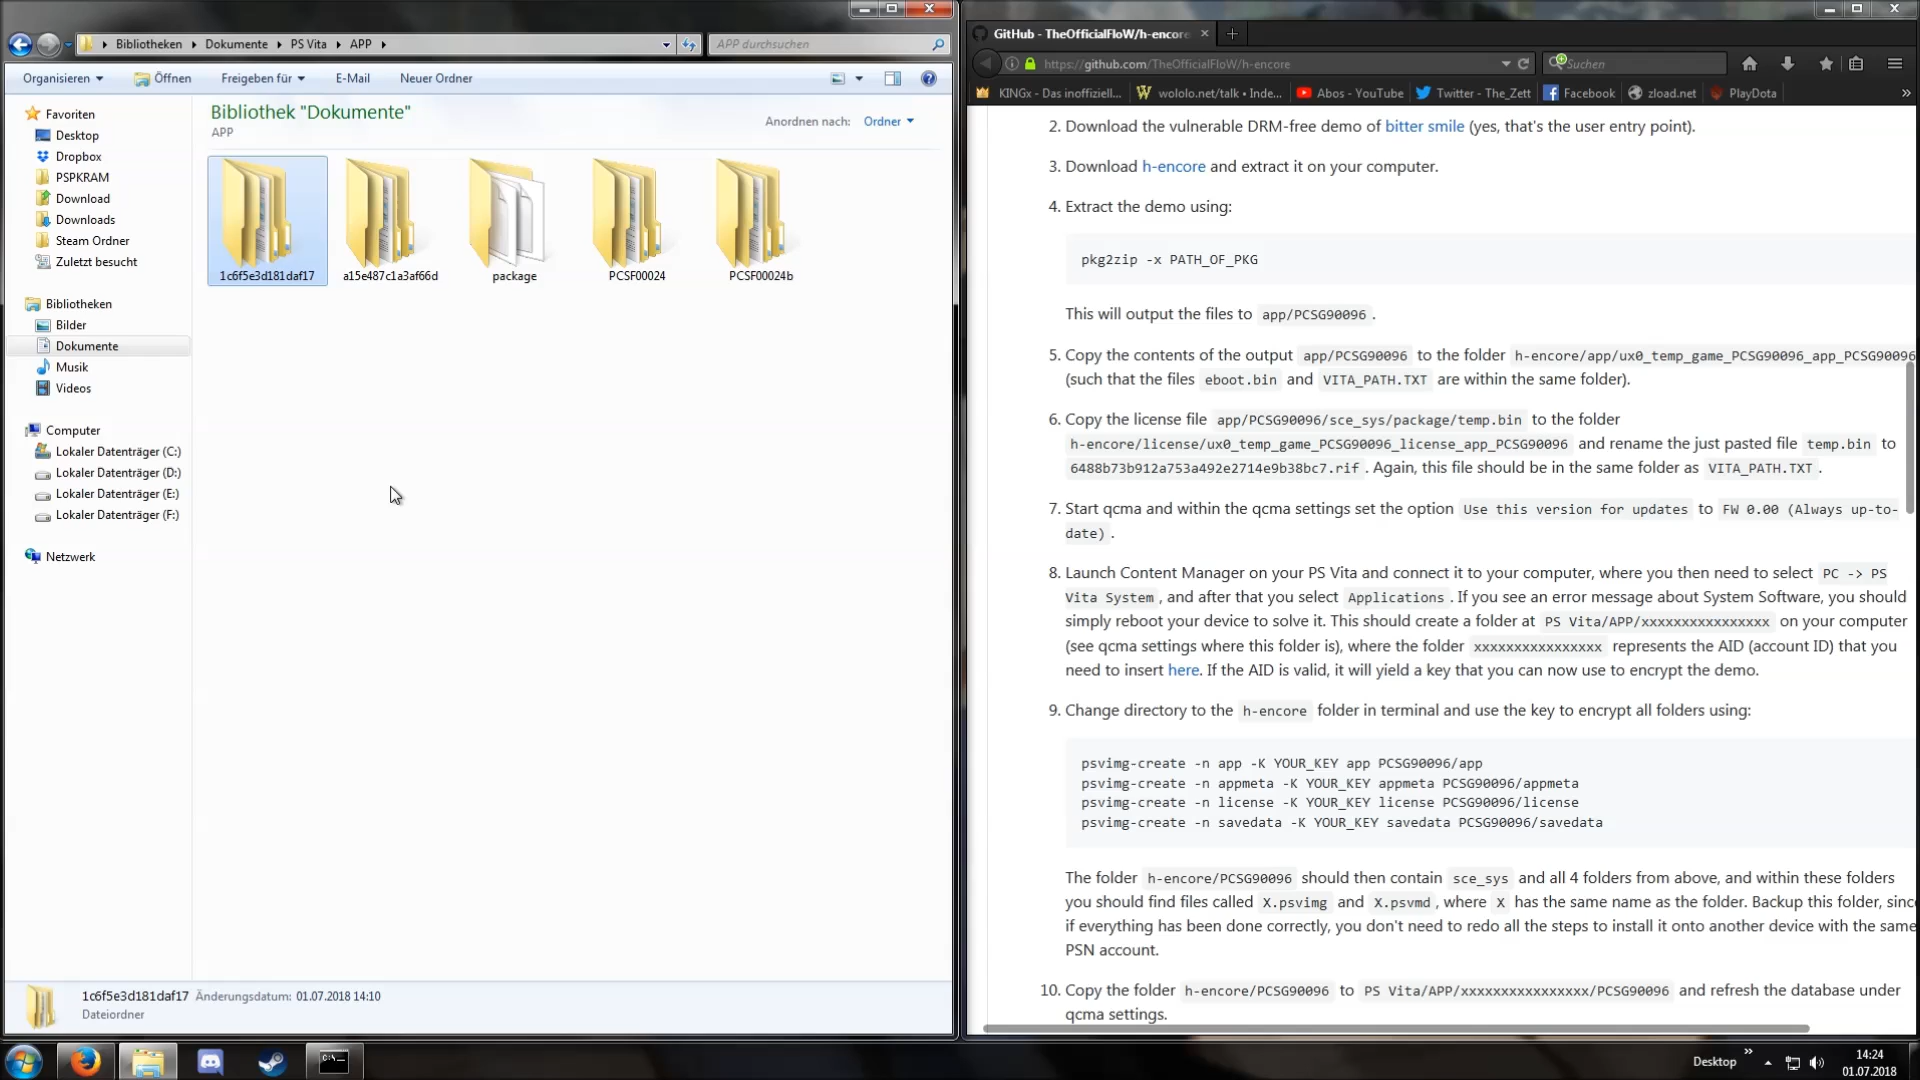 Bibliotheken
Dokumente
PS Vita
APP
APP durchsuchen
Organisieren
Öffnen
Freigeben für
E-Mail
Neuer Ordner
Favoriten
Desktop
Dropbox
PSPKRAM
Download
Downloads
Steam Ordner
Zuletzt besucht
Bibliotheken
Bilder
Dokumente
Musik
Videos
Computer
Lokaler Datenträger (C:)
Lokaler Datenträger (D:)
Lokaler Datenträger (E:)
Lokaler Datenträger (F:)
Netzwerk
Bibliothek "Dokumente"
APP
Anordnen nach: Ordner
1c6f5e3d181daf17
a15e487c1a3af66d
package
PCSF00024
PCSF00024b
1c6f5e3d181daf17 Änderungsdatum: 01.07.2018 14:10
Dateiordner
GitHub - TheOfficialFloW/h-encore
https://github.com/TheOfficialFloW/h-encore
Suchen
KINGx - Das inoffiziell...
wololo.net/talk • Inde...
Abos - YouTube
Twitter - The_Zett
Facebook
zload.net
PlayDota
2. Download the vulnerable DRM-free demo of bitter smile (yes, that's the user entry point).
3. Download h-encore and extract it on your computer.
4. Extract the demo using:
pkg2zip -x PATH_OF_PKG
This will output the files to app/PCSG90096 .
5. Copy the contents of the output app/PCSG90096 to the folder h-encore/app/ux0_temp_game_PCSG90096_app_PCSG90096
(such that the files eboot.bin and VITA_PATH.TXT are within the same folder).
6. Copy the license file app/PCSG90096/sce_sys/package/temp.bin to the folder
h-encore/license/ux0_temp_game_PCSG90096_license_app_PCSG90096 and rename the just pasted file temp.bin to
6488b73b912a753a492e2714e9b38bc7.rif . Again, this file should be in the same folder as VITA_PATH.TXT .
7. Start qcma and within the qcma settings set the option Use this version for updates to FW 0.00 (Always up-to-
date) .
8. Launch Content Manager on your PS Vita and connect it to your computer, where you then need to select PC -> PS
Vita System , and after that you select Applications . If you see an error message about System Software, you should
simply reboot your device to solve it. This should create a folder at PS Vita/APP/xxxxxxxxxxxxxxxx on your computer
(see qcma settings where this folder is), where the folder xxxxxxxxxxxxxxxx represents the AID (account ID) that you
need to insert here. If the AID is valid, it will yield a key that you can now use to encrypt the demo.
9. Change directory to the h-encore folder in terminal and use the key to encrypt all folders using:
psvimg-create -n app -K YOUR_KEY app PCSG90096/app
psvimg-create -n appmeta -K YOUR_KEY appmeta PCSG90096/appmeta
psvimg-create -n license -K YOUR_KEY license PCSG90096/license
psvimg-create -n savedata -K YOUR_KEY savedata PCSG90096/savedata
The folder h-encore/PCSG90096 should then contain sce_sys and all 4 folders from above, and within these folders
you should find files called X.psvimg and X.psvmd , where X has the same name as the folder. Backup this folder, sinc
if everything has been done correctly, you don't need to redo all the steps to install it onto another device with the same
PSN account.
10. Copy the folder h-encore/PCSG90096 to PS Vita/APP/xxxxxxxxxxxxxxxx/PCSG90096 and refresh the database under
qcma settings.
Desktop
14:24
01.07.2018